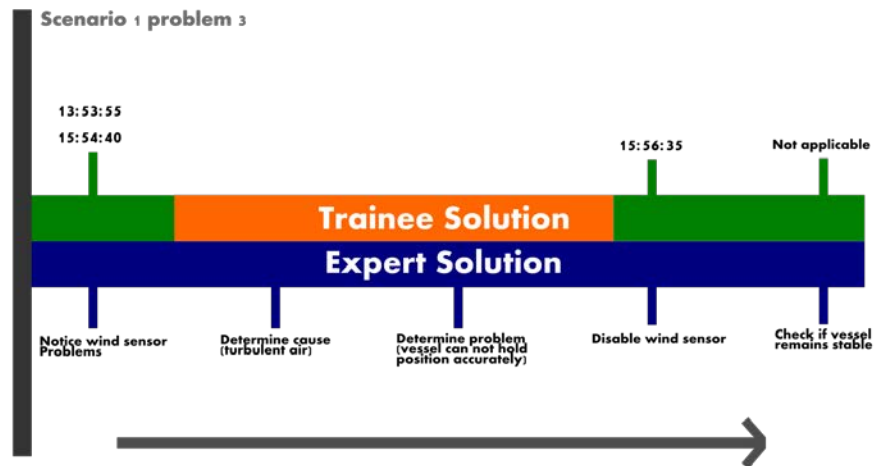 Scenario 1 problem 3
13:53:55
15:54:40
15:56:35
Not applicable
Trainee Solution
Expert Solution
Notice wind sensor
Problems
Determine cause
(turbulent air)
Determine problem
(vessel can not hold
position accurately)
Disable wind sensor
Check if vessel
remains stable